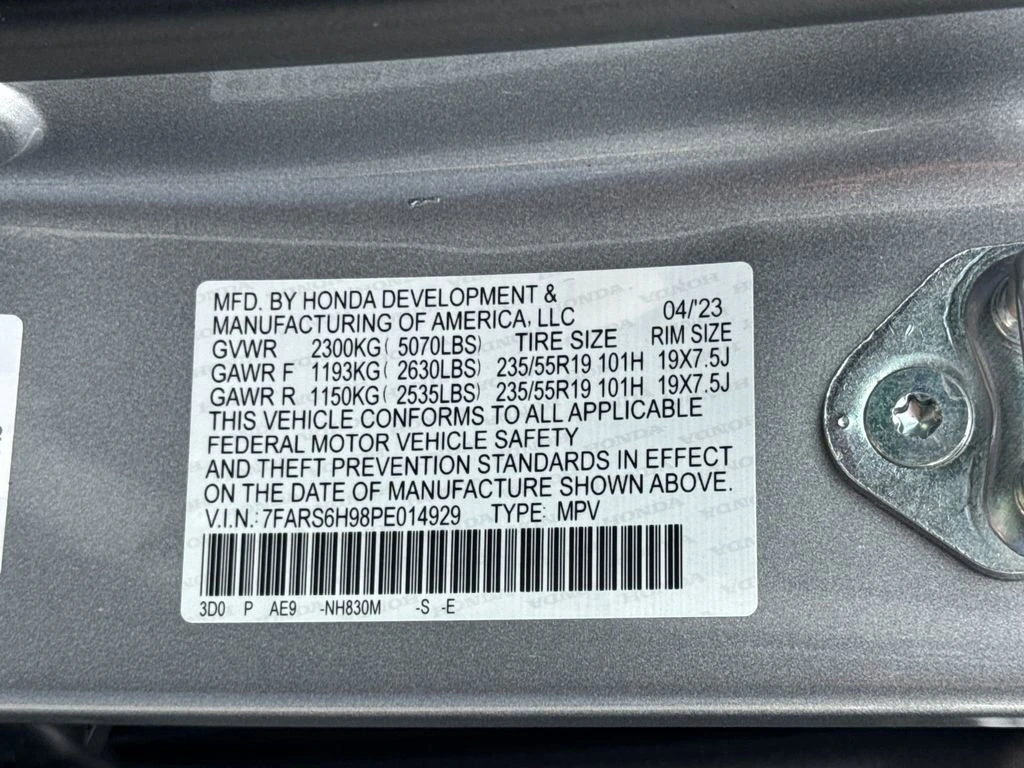 MFD. BY HONDA DEVELOPMENT &
MANUFACTURING OF AMERICA, LLC 04/'23
GVWR 2300KG( 5070LBS) TIRE SIZE RIM SIZE
GAWR F 1193KG( 2630LBS) 235/55R19 101H 19X7.5J
GAWR R 1150KG( 2535LBS) 235/55R19 101H 19X7.5J
THIS VEHICLE CONFORMS TO ALL APPLICABLE
FEDERAL MOTOR VEHICLE SAFETY
AND THEFT PREVENTION STANDARDS IN EFFECT
ON THE DATE OF MANUFACTURE SHOWN ABOVE.
V.I.N.: 7FARS6H98PE014929 TYPE: MPV
3D0 P AE9 -NH830M -S -E